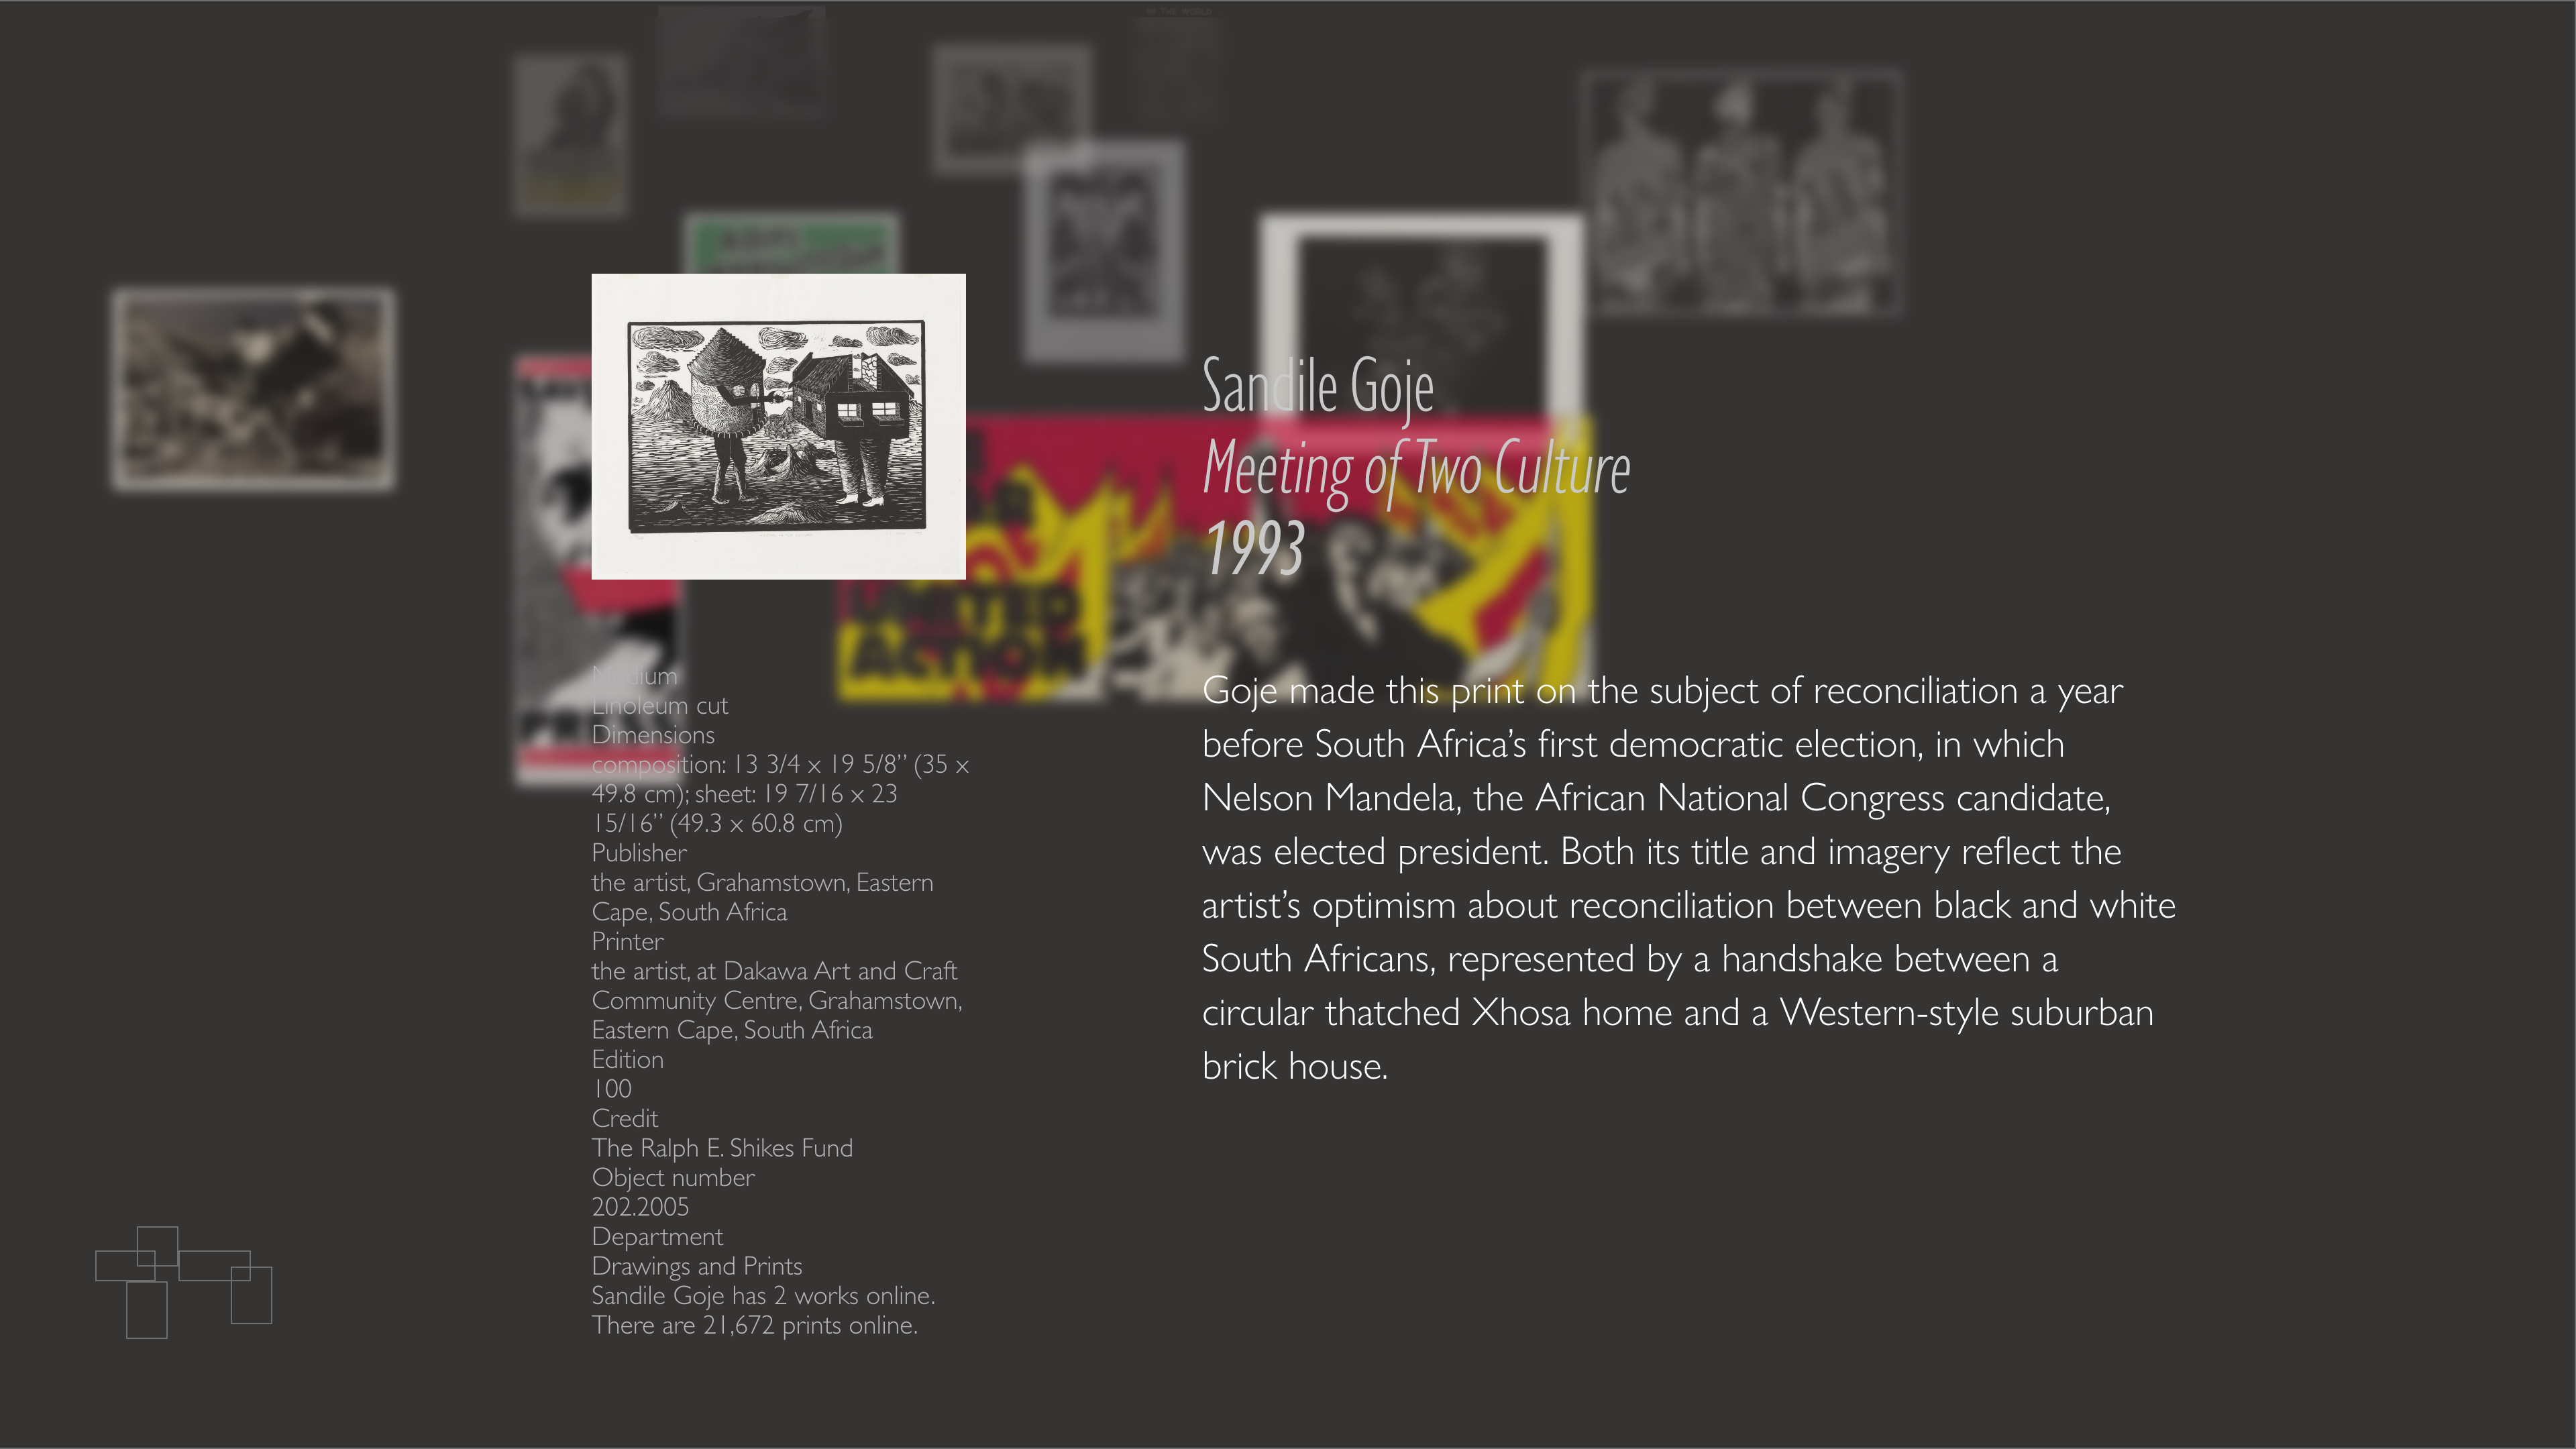 IN THE WORLD
Sandile Goje
Meeting of Two Culture
1993
UNITED
ACTION
Medium
Linoleum cut
Dimensions
composition: 13 3/4 x 19 5/8” (35 x
49.8 cm); sheet: 19 7/16 x 23
15/16” (49.3 x 60.8 cm)
Publisher
the artist, Grahamstown, Eastern
Cape, South Africa
Printer
the artist, at Dakawa Art and Craft
Community Centre, Grahamstown,
Eastern Cape, South Africa
Edition
100
Credit
The Ralph E. Shikes Fund
Object number
202.2005
Department
Drawings and Prints
Sandile Goje has 2 works online.
There are 21,672 prints online.
Goje made this print on the subject of reconciliation a year
before South Africa’s first democratic election, in which
Nelson Mandela, the African National Congress candidate,
was elected president. Both its title and imagery reflect the
artist’s optimism about reconciliation between black and white
South Africans, represented by a handshake between a
circular thatched Xhosa home and a Western-style suburban
brick house.